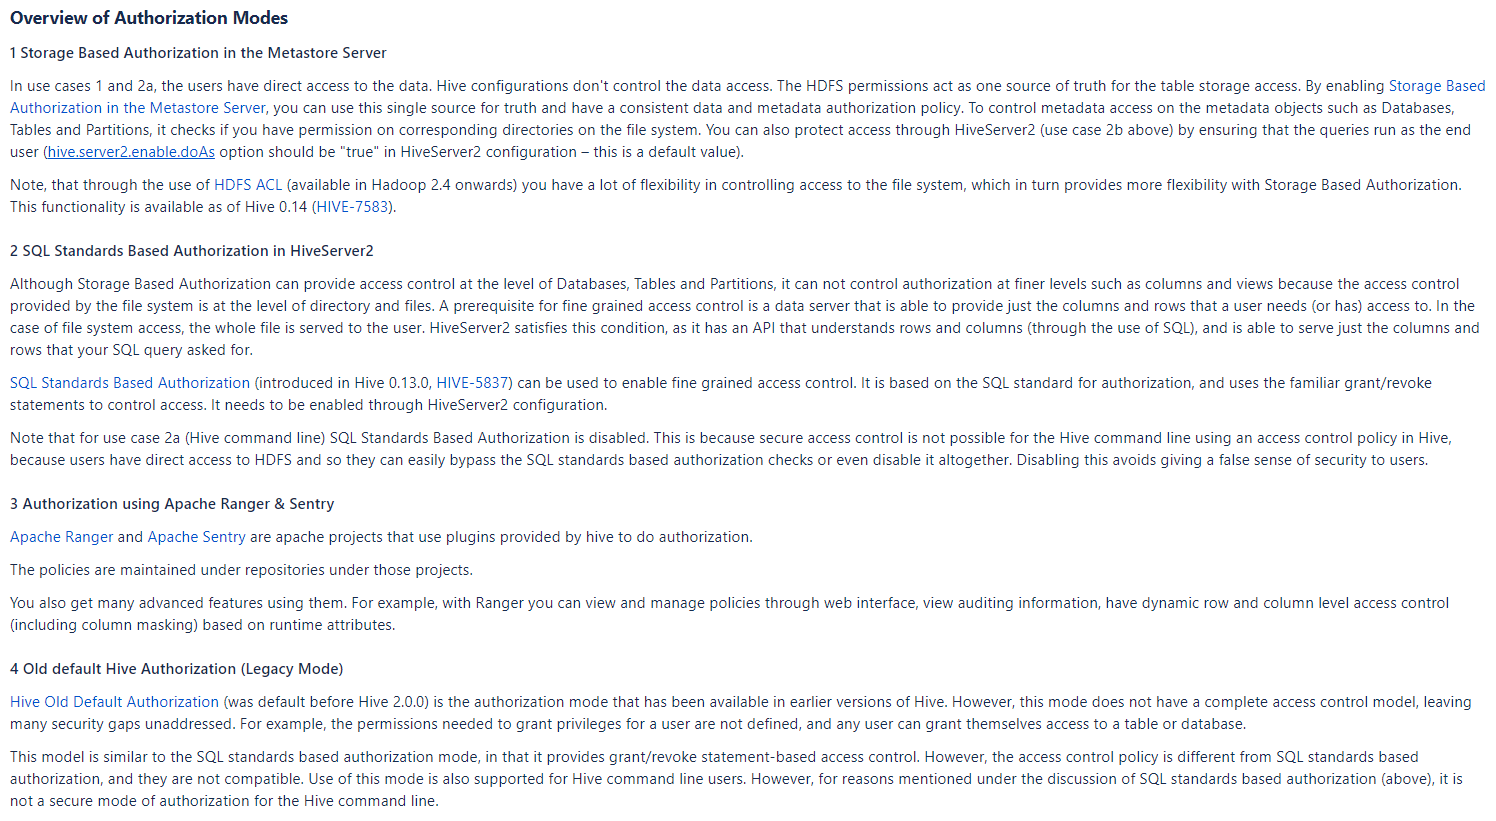 Overview of Authorization Modes
1 Storage Based Authorization in the Metastore Server
In use cases 1 and 2a, the users have direct access to the data. Hive configurations don't control the data access. The HDFS permissions act as one source of truth for the table storage access. By enabling Storage Based
Authorization in the Metastore Server, you can use this single source for truth and have a consistent data and metadata authorization policy. To control metadata access on the metadata objects such as Databases,
Tables and Partitions, it checks if you have permission on corresponding directories on the file system. You can also protect access through HiveServer2 (use case 2b above) by ensuring that the queries run as the end
user (hive.server2.enable.doAs option should be "true" in HiveServer2 configuration – this is a default value).
Note, that through the use of HDFS ACL (available in Hadoop 2.4 onwards) you have a lot of flexibility in controlling access to the file system, which in turn provides more flexibility with Storage Based Authorization.
This functionality is available as of Hive 0.14 (HIVE-7583).
2 SQL Standards Based Authorization in HiveServer2
Although Storage Based Authorization can provide access control at the level of Databases, Tables and Partitions, it can not control authorization at finer levels such as columns and views because the access control
provided by the file system is at the level of directory and files. A prerequisite for fine grained access control is a data server that is able to provide just the columns and rows that a user needs (or has) access to. In the
case of file system access, the whole file is served to the user. HiveServer2 satisfies this condition, as it has an API that understands rows and columns (through the use of SQL), and is able to serve just the columns and
rows that your SQL query asked for.
SQL Standards Based Authorization (introduced in Hive 0.13.0, HIVE-5837) can be used to enable fine grained access control. It is based on the SQL standard for authorization, and uses the familiar grant/revoke
statements to control access. It needs to be enabled through HiveServer2 configuration.
Note that for use case 2a (Hive command line) SQL Standards Based Authorization is disabled. This is because secure access control is not possible for the Hive command line using an access control policy in Hive,
because users have direct access to HDFS and so they can easily bypass the SQL standards based authorization checks or even disable it altogether. Disabling this avoids giving a false sense of security to users.
3 Authorization using Apache Ranger & Sentry
Apache Ranger and Apache Sentry are apache projects that use plugins provided by hive to do authorization.
The policies are maintained under repositories under those projects.
You also get many advanced features using them. For example, with Ranger you can view and manage policies through web interface, view auditing information, have dynamic row and column level access control
(including column masking) based on runtime attributes.
4 Old default Hive Authorization (Legacy Mode)
Hive Old Default Authorization (was default before Hive 2.0.0) is the authorization mode that has been available in earlier versions of Hive. However, this mode does not have a complete access control model, leaving
many security gaps unaddressed. For example, the permissions needed to grant privileges for a user are not defined, and any user can grant themselves access to a table or database.
This model is similar to the SQL standards based authorization mode, in that it provides grant/revoke statement-based access control. However, the access control policy is different from SQL standards based
authorization, and they are not compatible. Use of this mode is also supported for Hive command line users. However, for reasons mentioned under the discussion of SQL standards based authorization (above), it is
not a secure mode of authorization for the Hive command line.